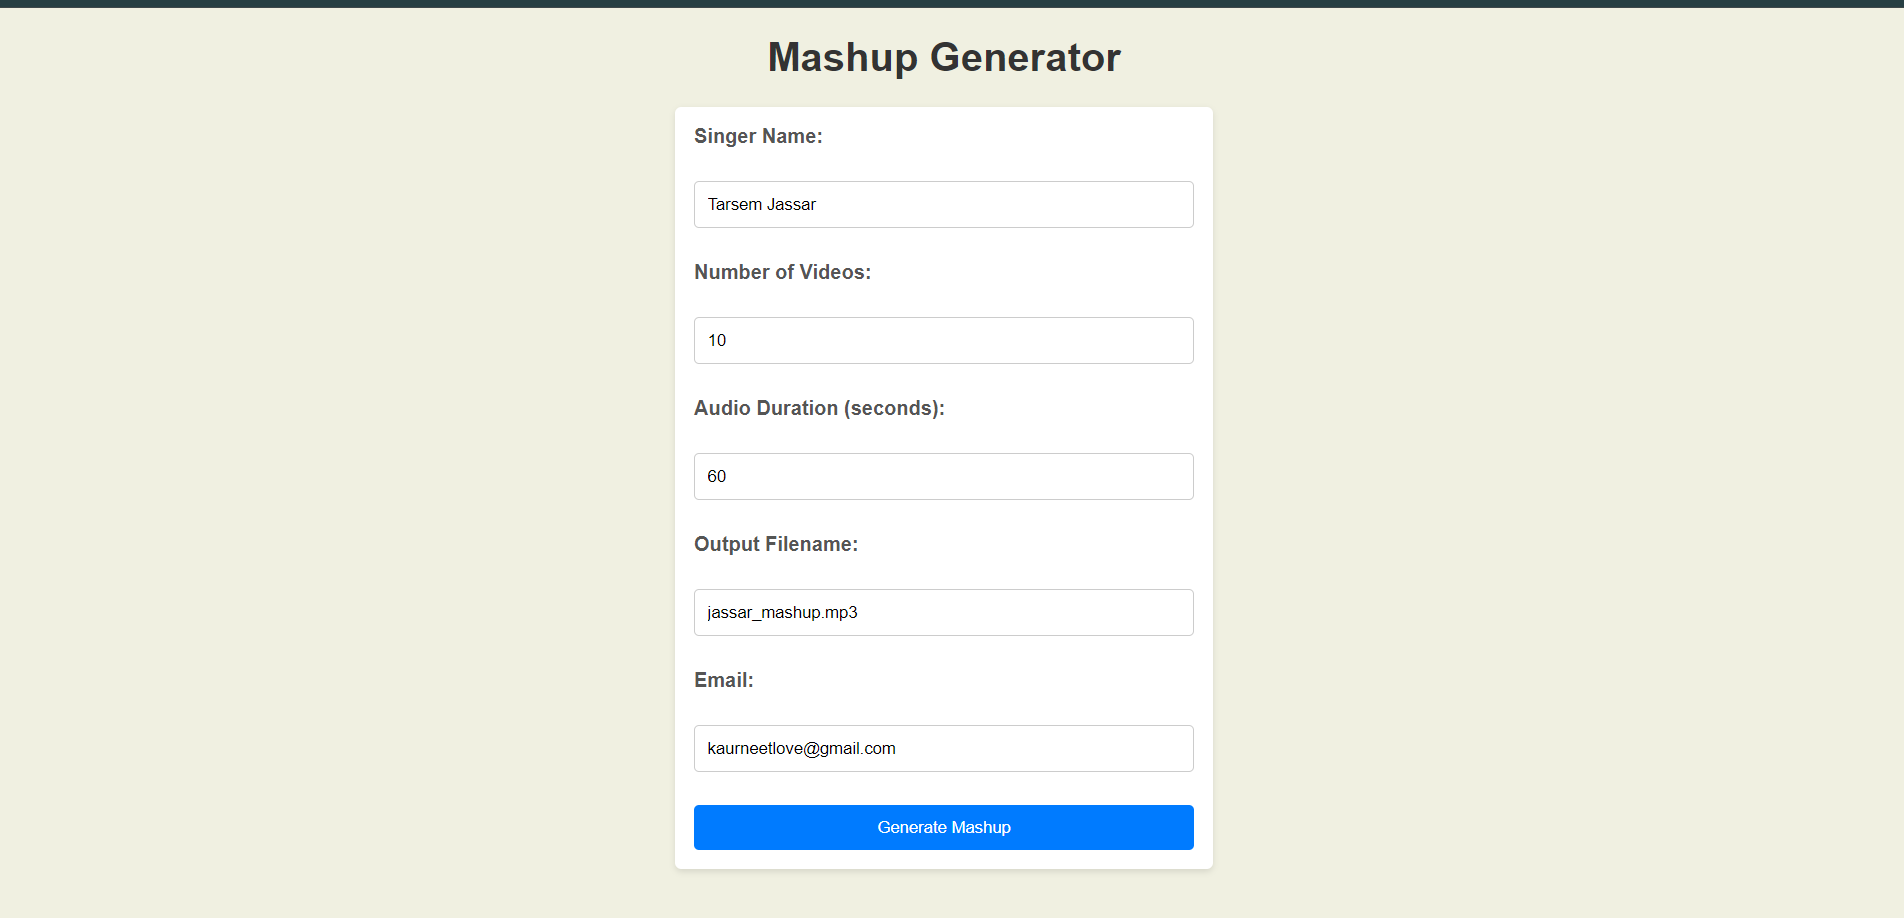 Mashup Generator
Singer Name:
Tarsem Jassar
Number of Videos:
10
Audio Duration (seconds):
60
Output Filename:
jassar_mashup.mp3
Email:
kaurneetlove@gmail.com
Generate Mashup